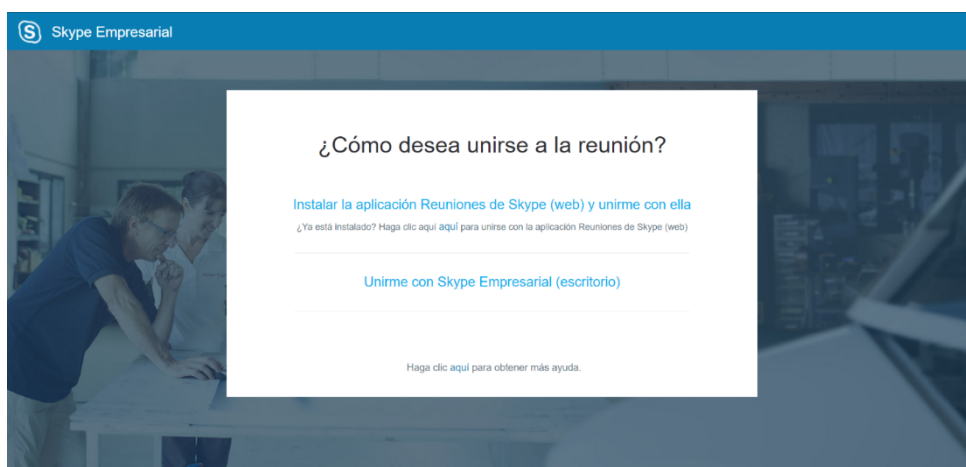 Skype Empresarial
¿Cómo desea unirse a la reunión?
Instalar la aplicación Reuniones de Skype (web) y unirme con ella
¿Ya está instalado? Haga clic aquí aquí para unirse con la aplicación Reuniones de Skype (web)
Unirme con Skype Empresarial (escritorio)
Haga clic aquí para obtener más ayuda.